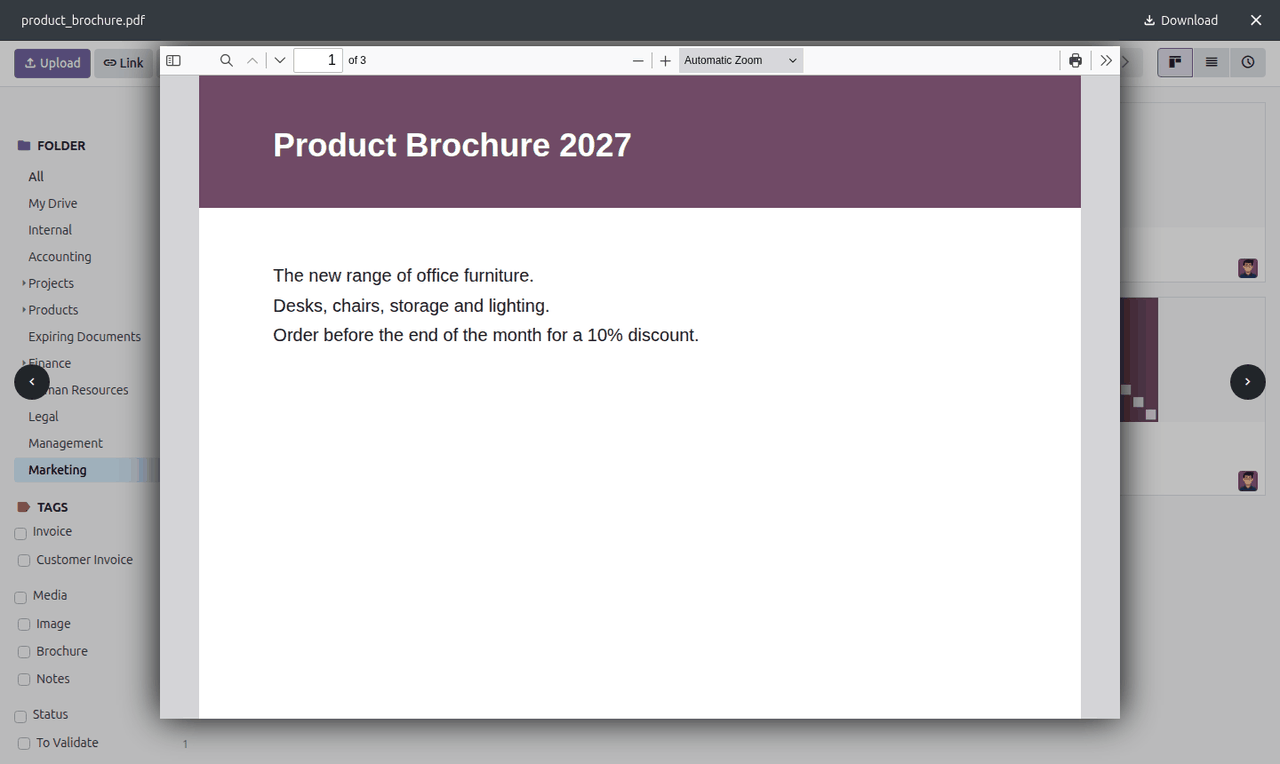 product_brochure.pdf
Download
Upload
Link
1 of 3
Automatic Zoom
FOLDER
All
My Drive
Internal
Accounting
Projects
Products
Expiring Documents
Finance
man Resources
Legal
Management
Marketing
TAGS
Invoice
Customer Invoice
Media
Image
Brochure
Notes
Status
To Validate 1
Product Brochure 2027
The new range of office furniture.
Desks, chairs, storage and lighting.
Order before the end of the month for a 10% discount.